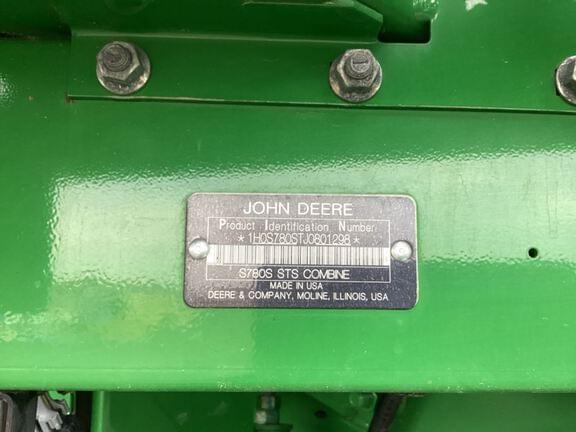 JOHN DEERE
Product Identification Number
*1H0S780STJ0801298*
S780S STS COMBINE
MADE IN USA
DEERE & COMPANY, MOLINE, ILLINOIS, USA